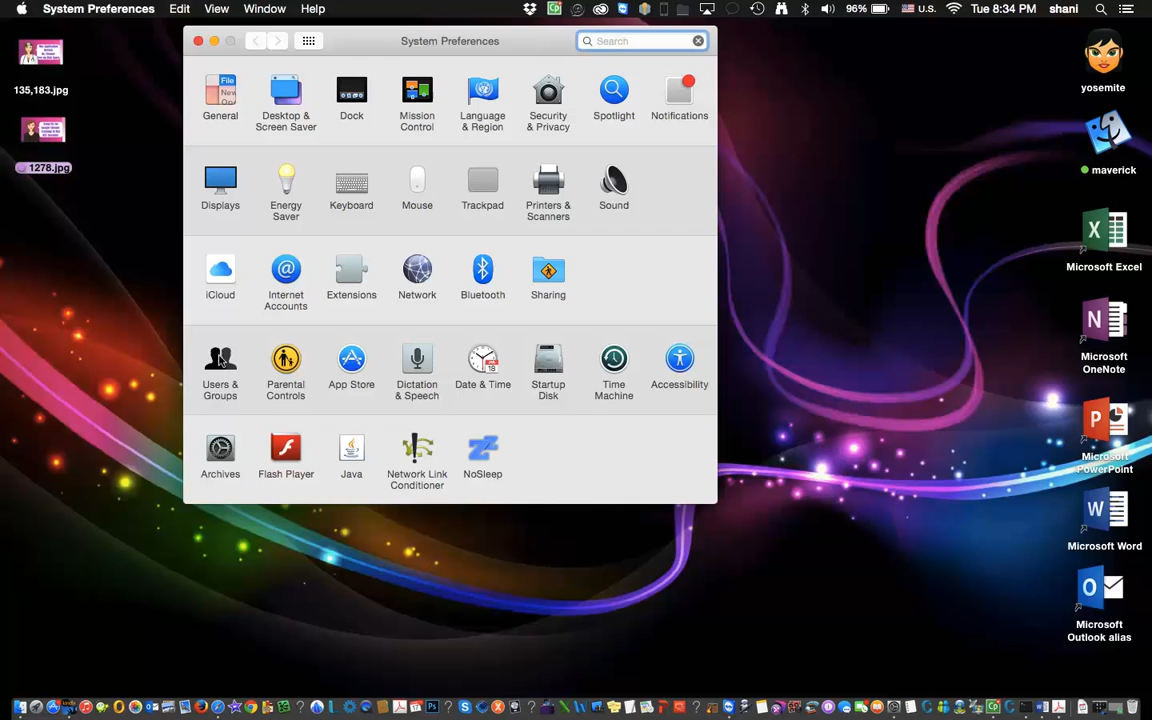 System Preferences Edit View Window Help 96% U.S. Tue 8:34 PM shani
System Preferences
Search
File
New
General
Desktop &
Screen Saver
Dock
Mission
Control
Language
& Region
Security
& Privacy
Spotlight
Notifications
Displays
Energy
Saver
Keyboard
Mouse
Trackpad
Printers &
Scanners
Sound
iCloud
Internet
Accounts
Extensions
Network
Bluetooth
Sharing
Users &
Groups
Parental
Controls
App Store
Dictation
& Speech
Date & Time
Startup
Disk
Time
Machine
Accessibility
Archives
Flash Player
Java
Network Link
Conditioner
NoSleep
135,183.jpg
1278.jpg
yosemite
maverick
Microsoft Excel
Microsoft
OneNote
Microsoft
PowerPoint
Microsoft Word
Microsoft
Outlook alias